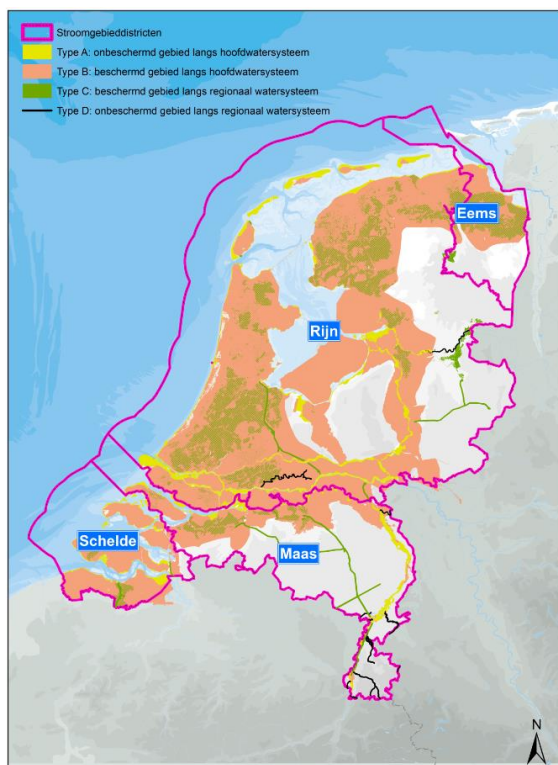 Stroomgebieddistricten
Type A: onbeschermd gebied langs hoofdwatersysteem
Type B: beschermd gebied langs hoofdwatersysteem
Type C: beschermd gebied langs regionaal watersysteem
Type D: onbeschermd gebied langs regionaal watersysteem
Eems
Rijn
Schelde
Maas
N